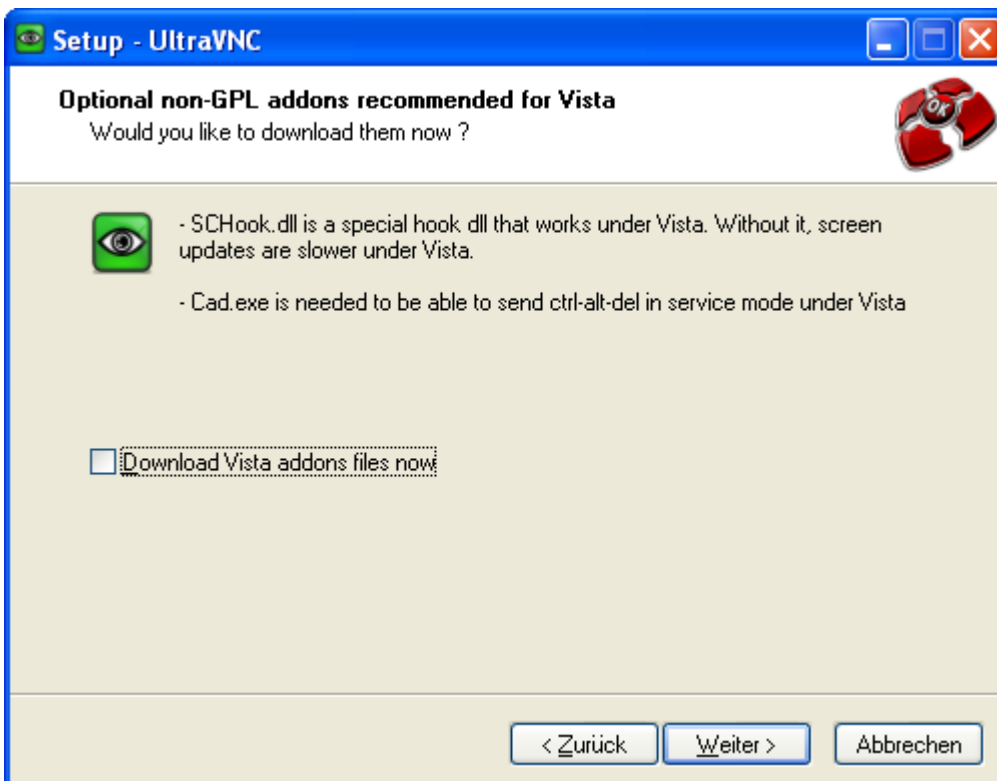 Setup - UltraVNC
Optional non-GPL addons recommended for Vista
Would you like to download them now ?
OK
- SCHook.dll is a special hook dll that works under Vista. Without it, screen
updates are slower under Vista.
- Cad.exe is needed to be able to send ctrl-alt-del in service mode under Vista
Download Vista addons files now
< Zurück
Weiter >
Abbrechen